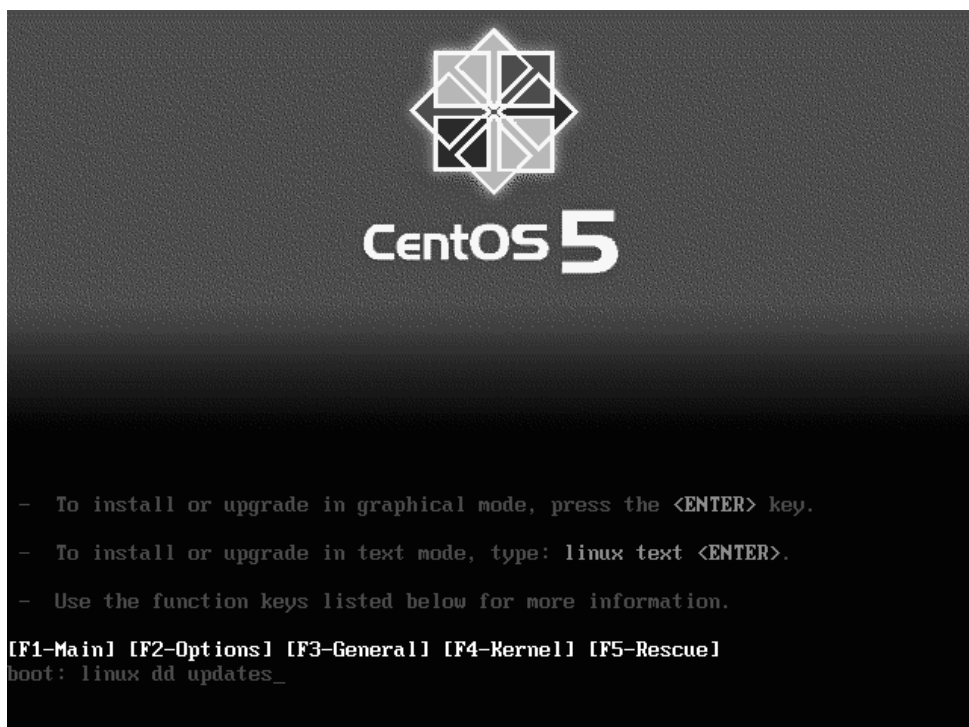 CentOS 5
- To install or upgrade in graphical mode, press the <ENTER> key.
- To install or upgrade in text mode, type: linux text <ENTER>.
- Use the function keys listed below for more information.
[F1-Main] [F2-Options] [F3-General] [F4-Kernel] [F5-Rescue]
boot: linux dd updates_